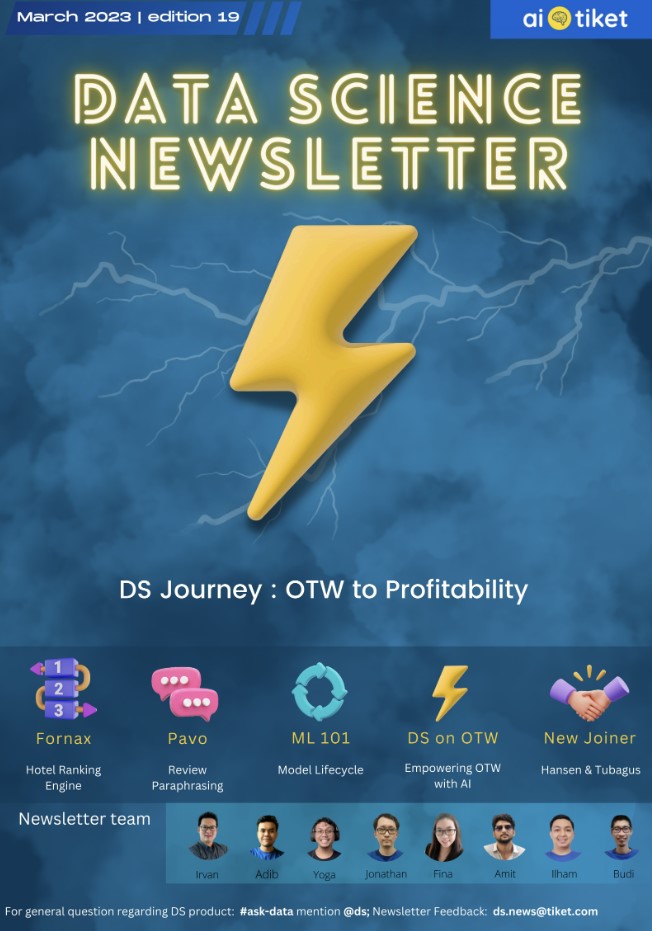 March 2023 | edition 19
ai tiket
DATA SCIENCE
NEWSLETTER
DS Journey : OTW to Profitability
1
2
3
Fornax
Hotel Ranking
Engine
Pavo
Review
Paraphrasing
ML 101
Model Lifecycle
DS on OTW
Empowering OTW
with AI
New Joiner
Hansen & Tubagus
Newsletter team
Irvan Adib Yoga Jonathan Fina Amit Ilham Budi
For general question regarding DS product: #ask-data mention @ds; Newsletter Feedback: ds.news@tiket.com